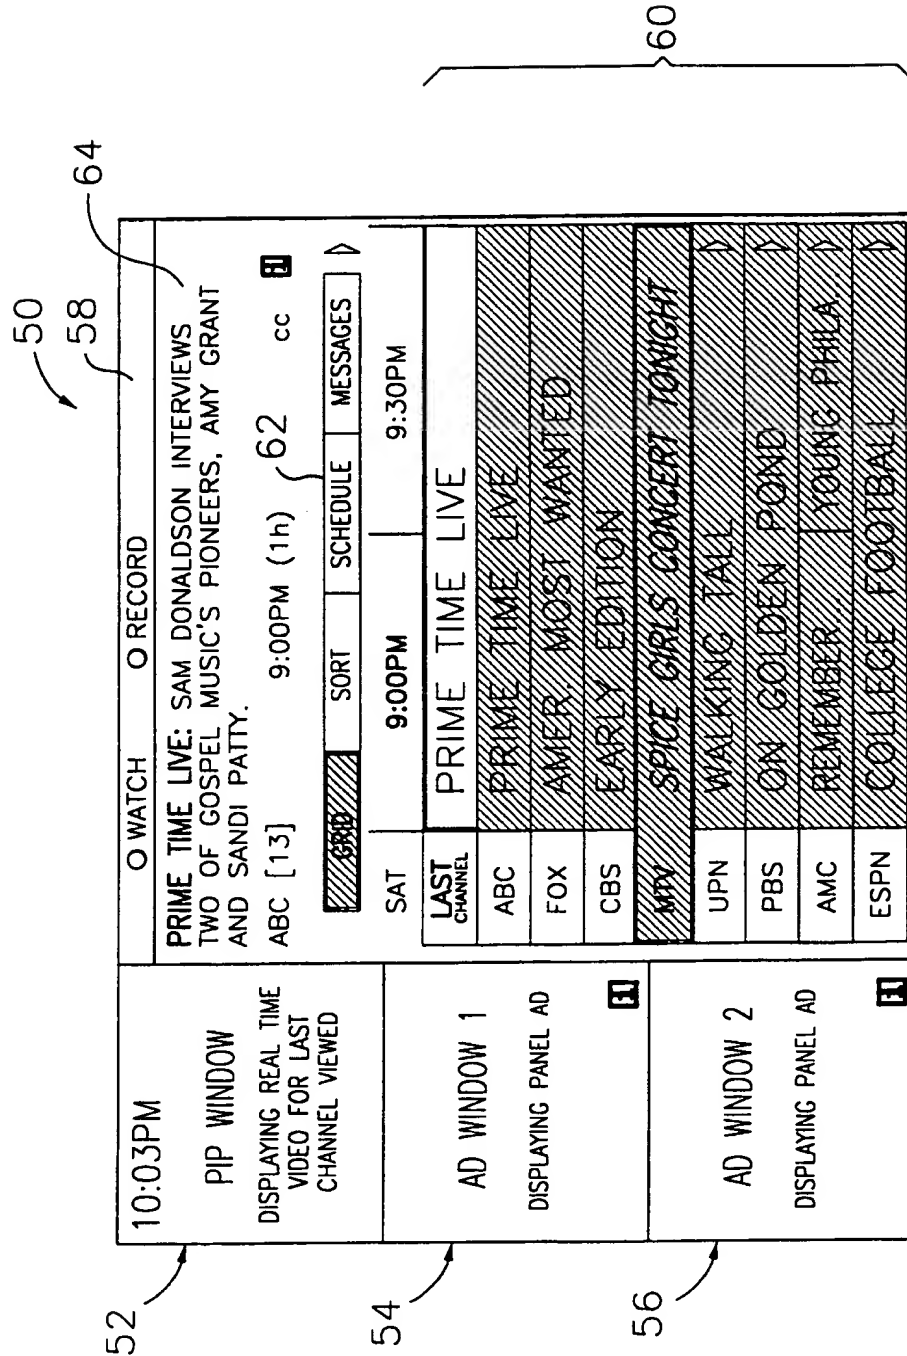 50
58
64
52
10:03PM
PIP WINDOW
DISPLAYING REAL TIME
VIDEO FOR LAST
CHANNEL VIEWED
54
AD WINDOW 1
DISPLAYING PANEL AD
i
56
AD WINDOW 2
DISPLAYING PANEL AD
i
O WATCH O RECORD
PRIME TIME LIVE: SAM DONALDSON INTERVIEWS
TWO OF GOSPEL MUSIC'S PIONEERS, AMY GRANT
AND SANDI PATTY.
ABC [13] 9:00PM (1h) cc i
62
GRID SORT SCHEDULE MESSAGES
SAT 9:00PM 9:30PM
LAST CHANNEL PRIME TIME LIVE
ABC PRIME TIME LIVE
FOX AMER. MOST WANTED
CBS EARLY EDITION
MTV SPICE GIRLS CONCERT TONIGHT
UPN WALKING TALL
PBS ON GOLDEN POND
AMC REMEMBER... YOUNG PHILA...
ESPN COLLEGE FOOTBALL
60